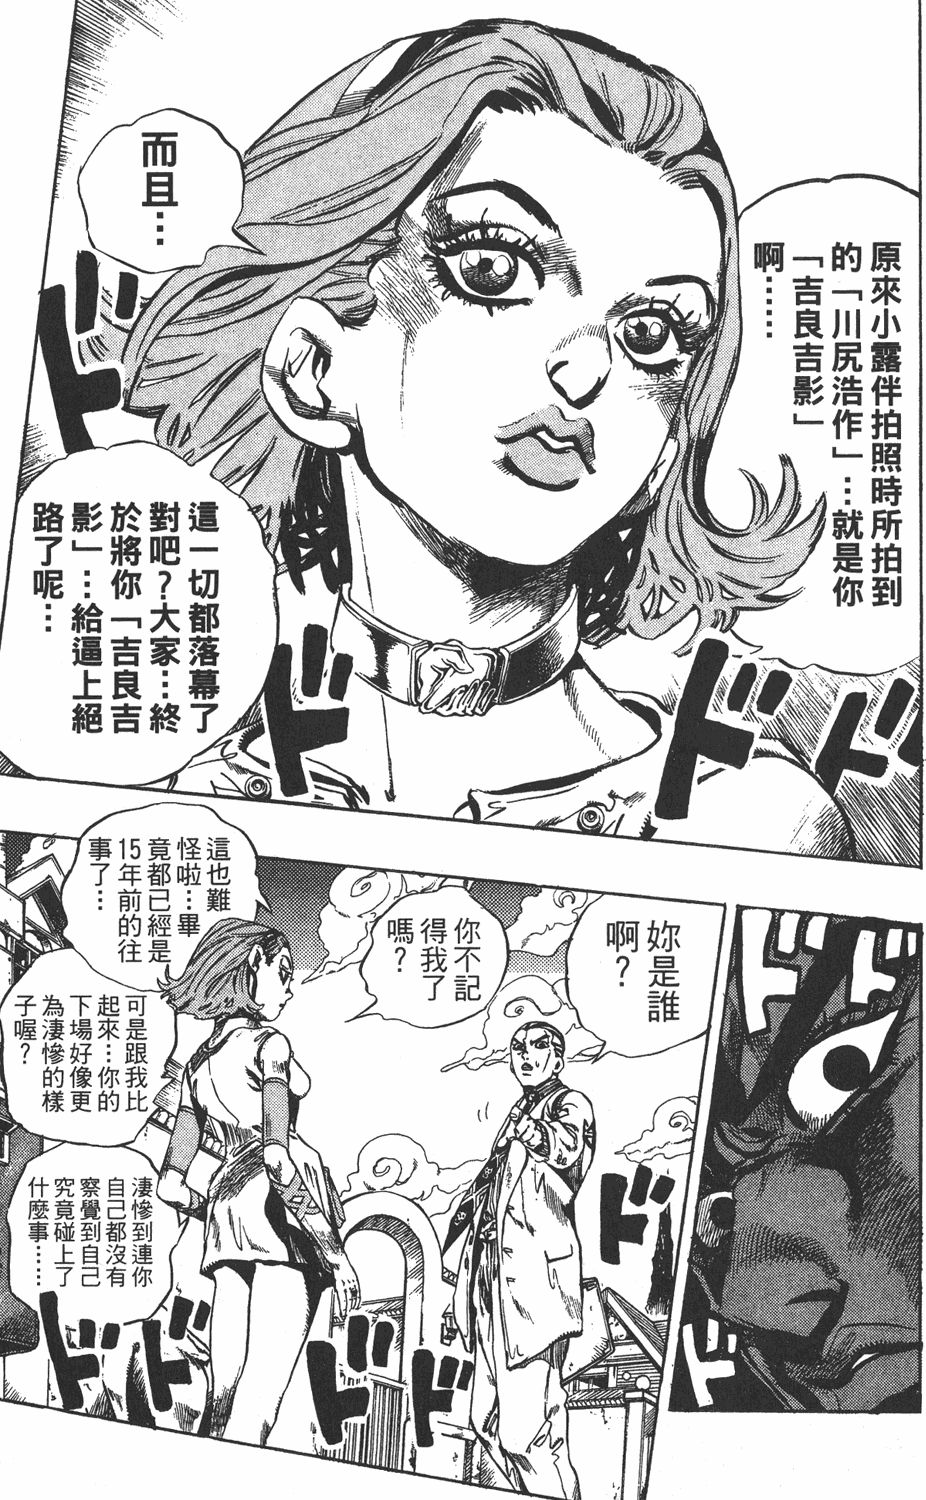 原來小露伴拍照時所拍到
的「川尻浩作」…就是你
「吉良吉影」
啊……
而且…
這一切都落幕了
對吧？大家…終
於將你「吉良吉
影」…給逼上絕
路了呢…
ドド
ドド
ドド
ドド
妳是誰
啊？
你不記
得我了
嗎？
這也難
怪啦…畢
竟都已經是
15年前的往
事了…
可是跟我比
起來…你的
下場好像更
為淒慘的樣
子喔？
淒慘到連你
自己都沒有
察覺到自己
究竟碰上了
什麼事……
ドド
ドド
ドド
ドド